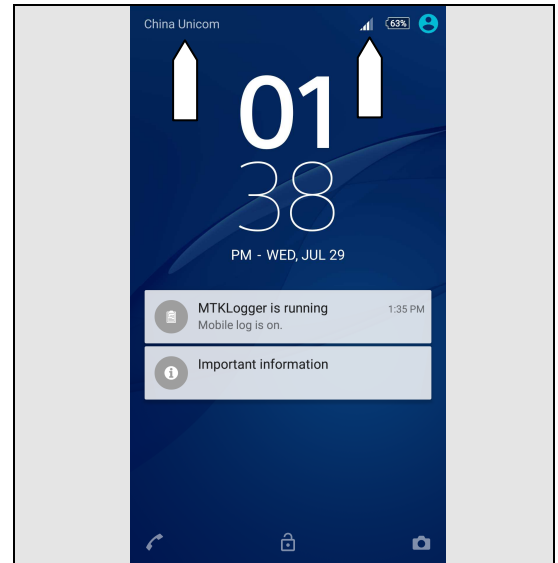 China Unicom
63%
01
38
PM - WED, JUL 29
MTKLogger is running 1:35 PM
Mobile log is on.
Important information